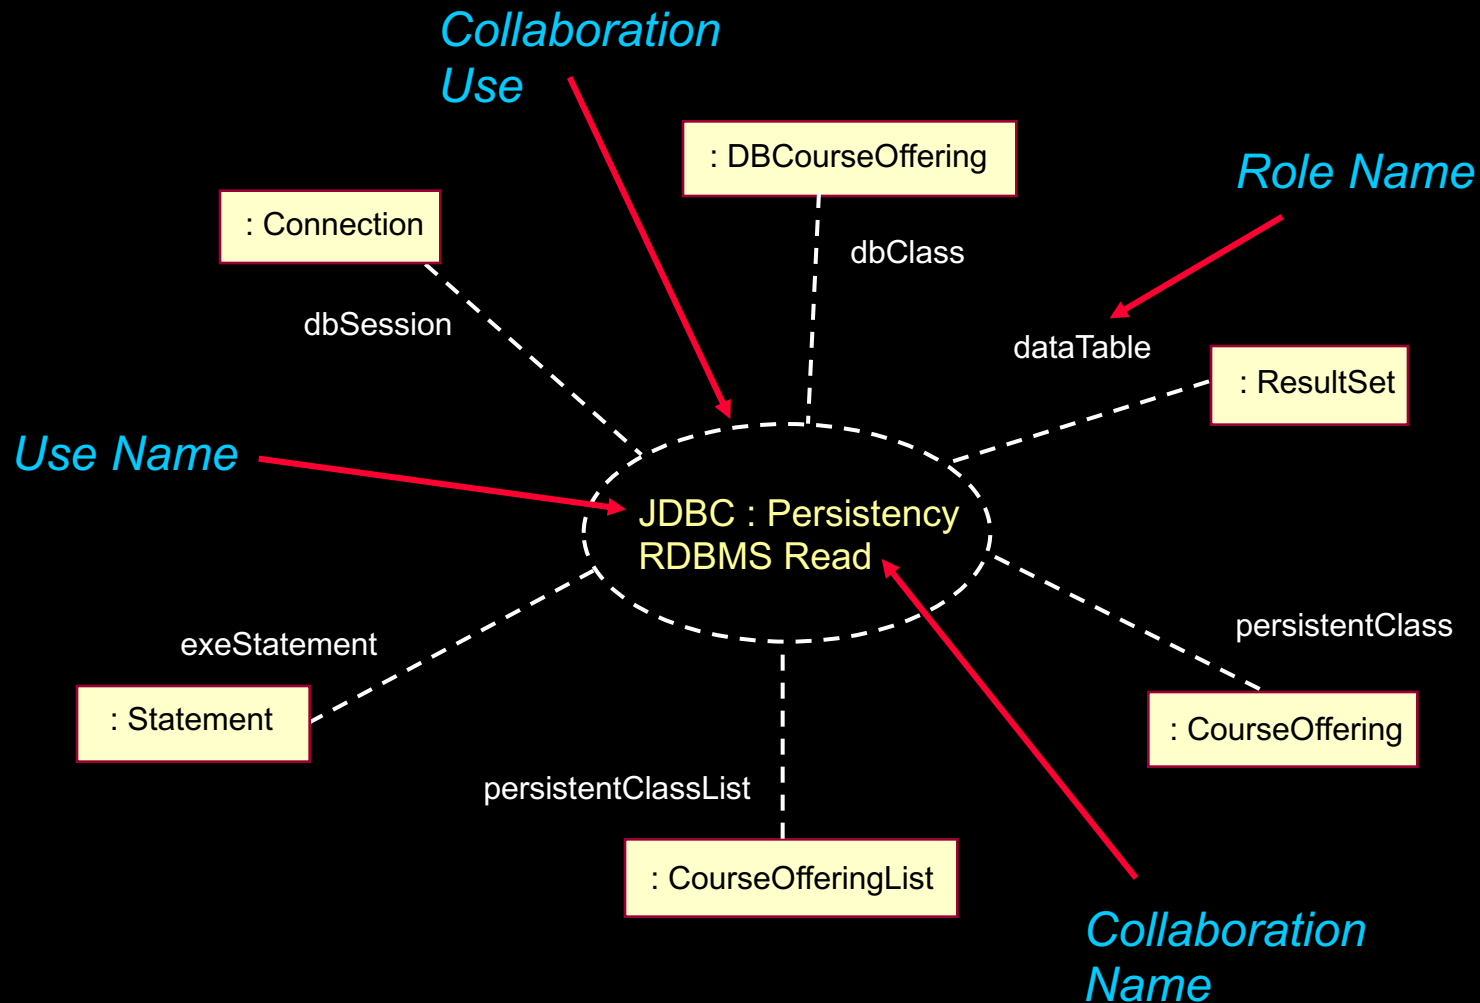 Collaboration
Use
: DBCourseOffering
Role Name
: Connection
dbClass
dbSession
dataTable
: ResultSet
Use Name
JDBC : Persistency
RDBMS Read
persistentClass
exeStatement
: Statement
: CourseOffering
persistentClassList
: CourseOfferingList
Collaboration
Name